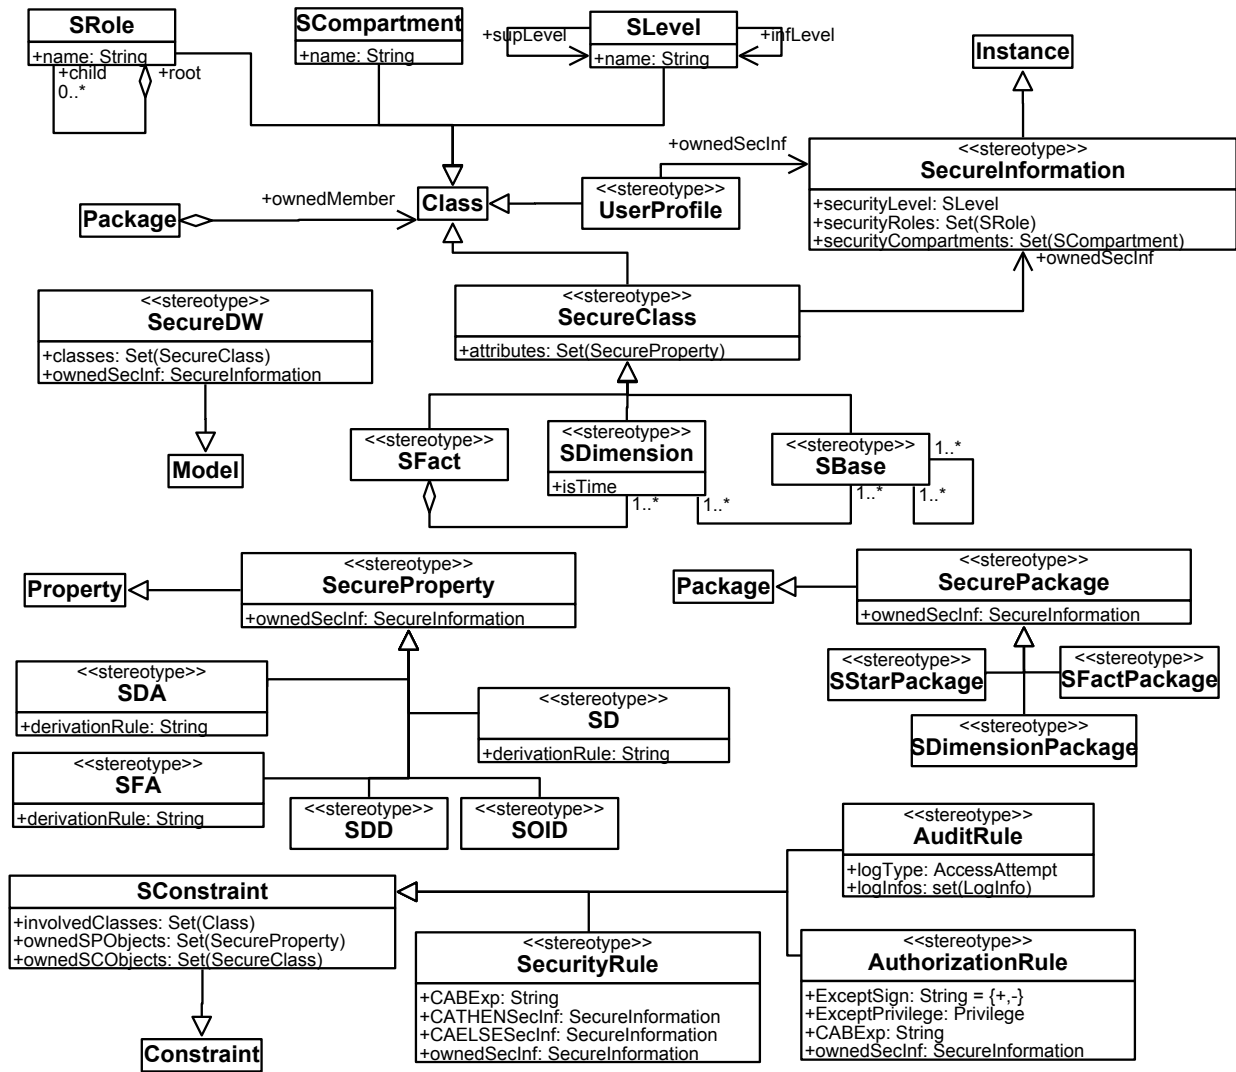 SRole
+name: String
+child
+root
0..*
SCompartment
+name: String
+supLevel
SLevel
+name: String
+infLevel
Instance
+ownedSecInf
<<stereotype>>
SecureInformation
+securityLevel: SLevel
+securityRoles: Set(SRole)
+securityCompartments: Set(SCompartment)
+ownedSecInf
Package
+ownedMember
Class
<<stereotype>>
UserProfile
<<stereotype>>
SecureDW
+classes: Set(SecureClass)
+ownedSecInf: SecureInformation
Model
<<stereotype>>
SecureClass
+attributes: Set(SecureProperty)
<<stereotype>>
SFact
<<stereotype>>
SDimension
+isTime
1..*
1..*
<<stereotype>>
SBase
1..*
1..*
1..*
Property
<<stereotype>>
SecureProperty
+ownedSecInf: SecureInformation
Package
<<stereotype>>
SecurePackage
+ownedSecInf: SecureInformation
<<stereotype>>
SDA
+derivationRule: String
<<stereotype>>
SD
+derivationRule: String
<<stereotype>>
SStarPackage
<<stereotype>>
SFactPackage
<<stereotype>>
SDimensionPackage
<<stereotype>>
SFA
+derivationRule: String
<<stereotype>>
SDD
<<stereotype>>
SOID
<<stereotype>>
AuditRule
+logType: AccessAttempt
+logInfos: set(LogInfo)
SConstraint
+involvedClasses: Set(Class)
+ownedSPObjects: Set(SecureProperty)
+ownedSCObjects: Set(SecureClass)
Constraint
<<stereotype>>
SecurityRule
+CABExp: String
+CATHENSecInf: SecureInformation
+CAELSESecInf: SecureInformation
+ownedSecInf: SecureInformation
<<stereotype>>
AuthorizationRule
+ExceptSign: String = {+,-}
+ExceptPrivilege: Privilege
+CABExp: String
+ownedSecInf: SecureInformation